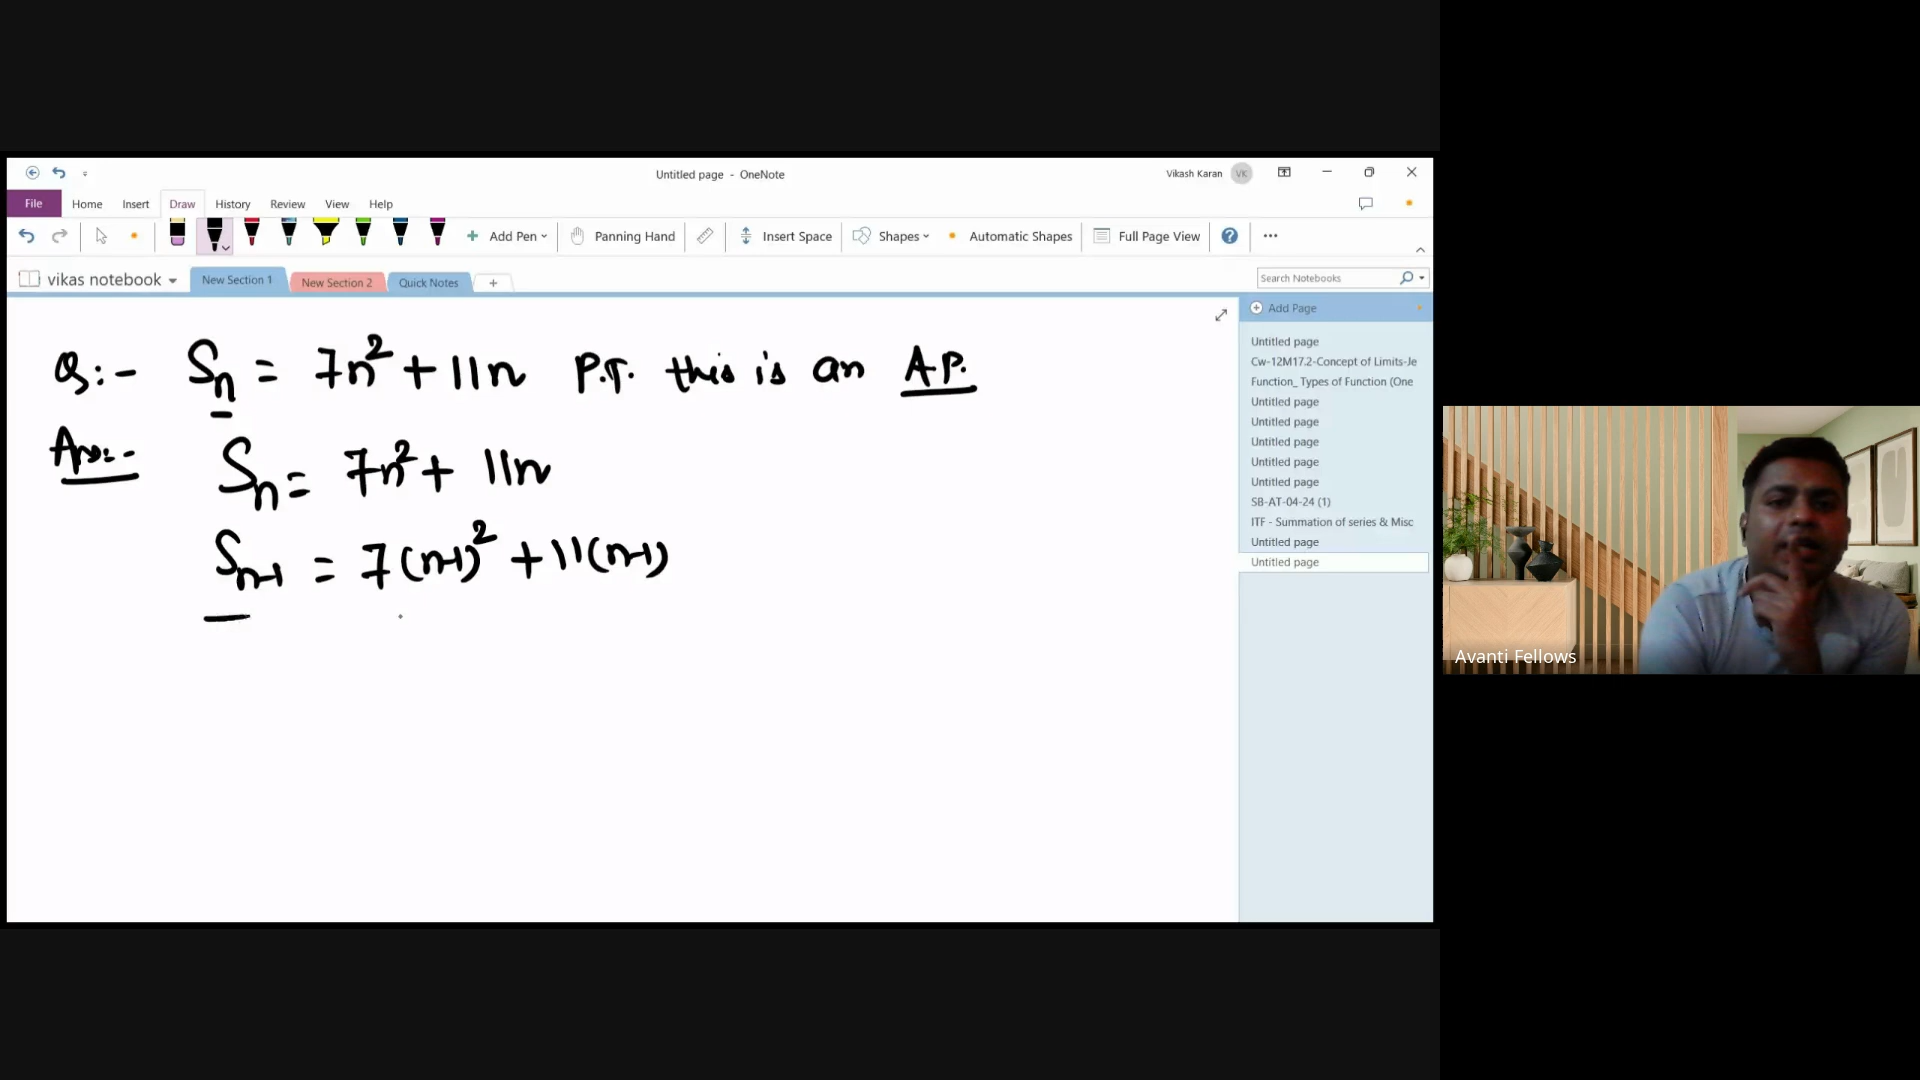 Untitled page - OneNote
Vikash Karan VK
File Home Insert Draw History Review View Help
Add Pen Panning Hand Insert Space Shapes Automatic Shapes Full Page View
vikas notebook New Section 1 New Section 2 Quick Notes + Search Notebooks
Add Page
Q:- Sₙ = 7n² + 11n P.T. this is an A.P.
Ans:- Sₙ = 7n² + 11n
Sₙ₋₁ = 7(n-1)² + 11(n-1)
Untitled page
Cw-12M17.2-Concept of Limits-Je
Function_ Types of Function (One
Untitled page
Untitled page
Untitled page
Untitled page
Untitled page
SB-AT-04-24 (1)
ITF - Summation of series & Misc
Untitled page
Untitled page
Avanti Fellows